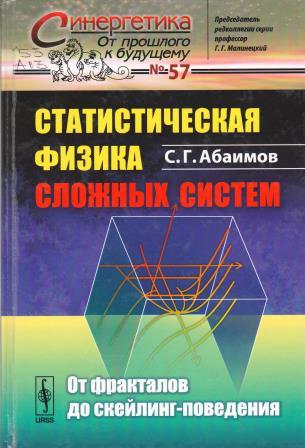 Синергетика
От прошлого
к будущему
№57
Председатель
редколлегии серии
профессор
Г. Г. Малинецкий
СТАТИСТИЧЕСКАЯ
ФИЗИКА
С. Г. Абаимов
СЛОЖНЫХ СИСТЕМ
URSS
От фракталов
до скейлинг-поведения